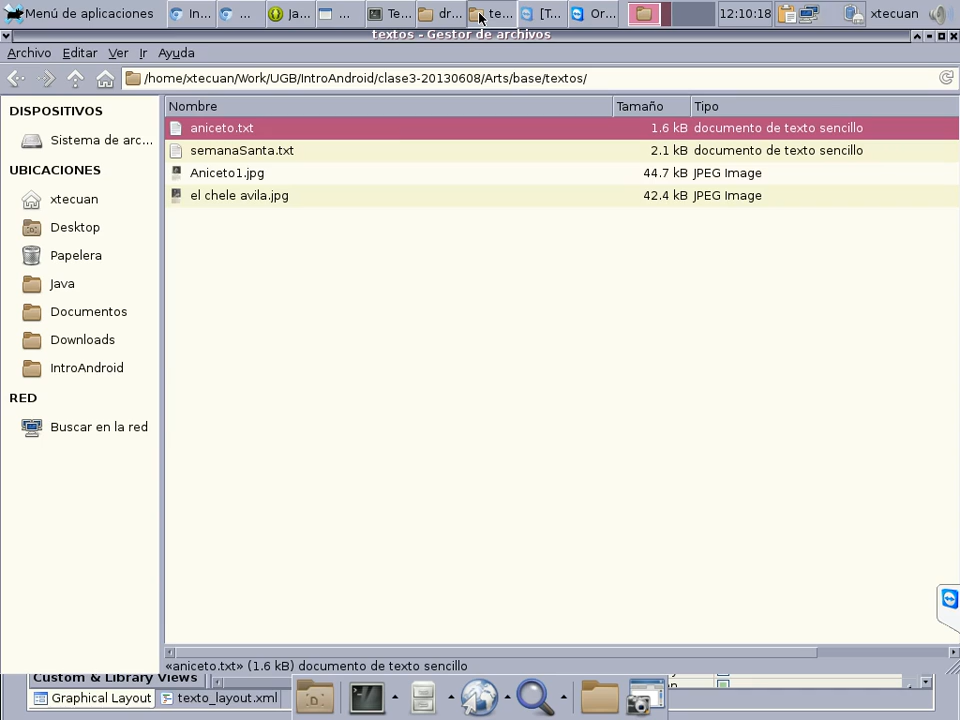 Menú de aplicaciones In... ... Ja... ... Te... dr... te... [T... Or... 12:10:18 xtecuan
textos - Gestor de archivos
Archivo Editar Ver Ir Ayuda
/home/xtecuan/Work/UGB/IntroAndroid/clase3-20130608/Arts/base/textos/
DISPOSITIVOS
Sistema de arc...
UBICACIONES
xtecuan
Desktop
Papelera
Java
Documentos
Downloads
IntroAndroid
RED
Buscar en la red
Nombre Tamaño Tipo
aniceto.txt 1.6 kB documento de texto sencillo
semanaSanta.txt 2.1 kB documento de texto sencillo
Aniceto1.jpg 44.7 kB JPEG Image
el chele avila.jpg 42.4 kB JPEG Image
«aniceto.txt» (1.6 kB) documento de texto sencillo
Custom & Library Views
Graphical Layout texto_layout.xml